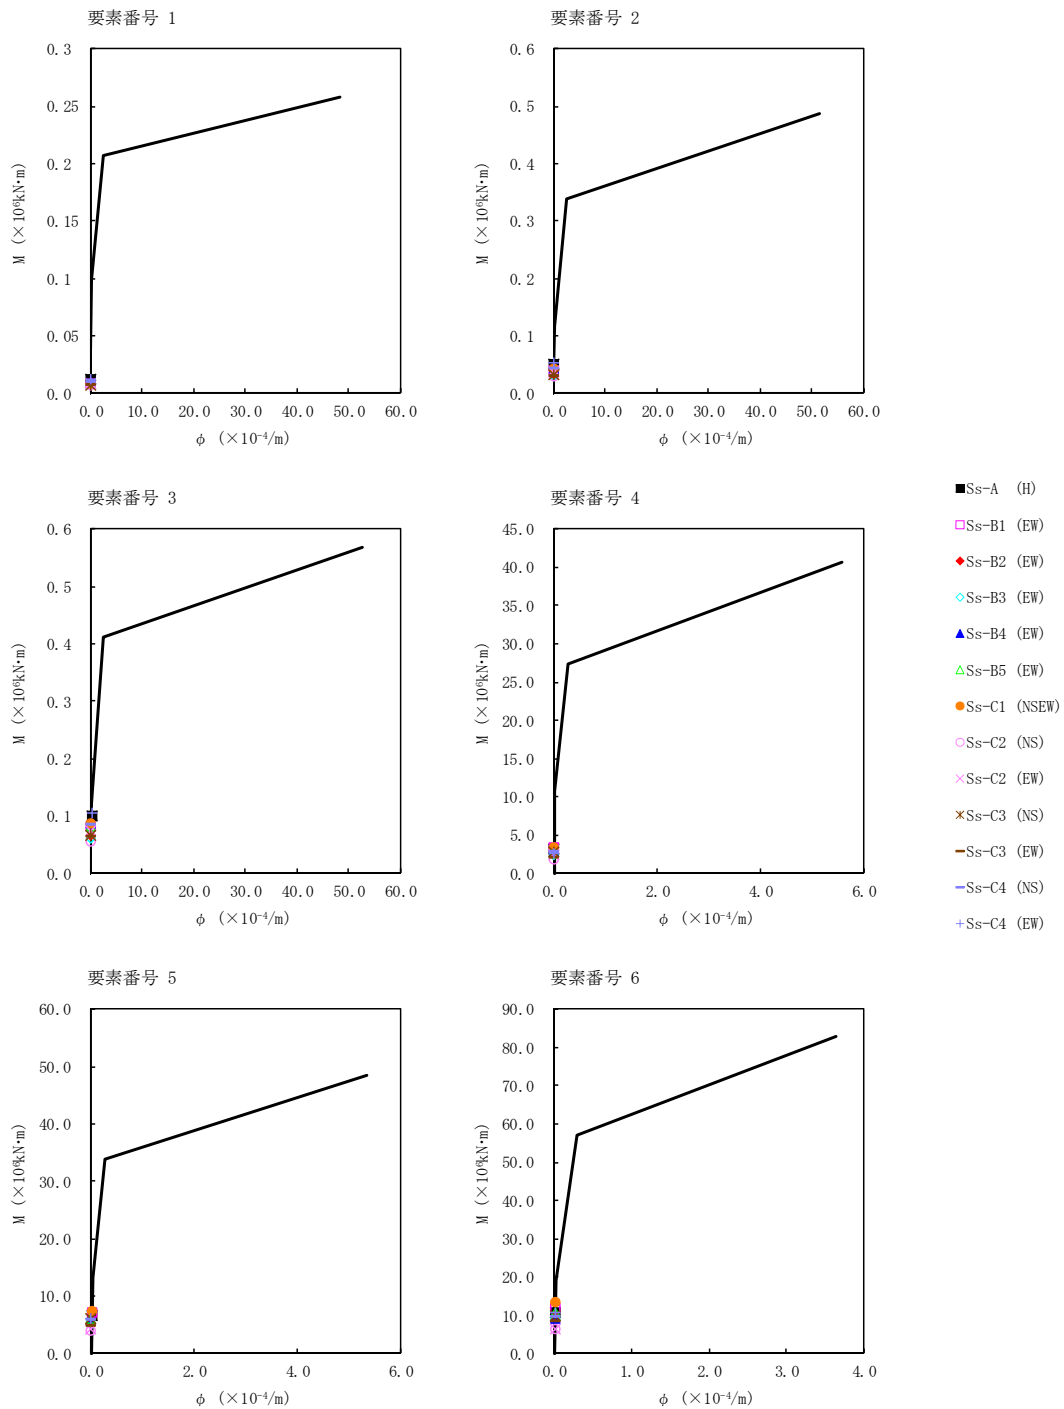 要素番号 1
0.3
0.25
0.2
0.15
0.1
0.05
0.0
M (×10⁶kN・m)
0.0 10.0 20.0 30.0 40.0 50.0 60.0
φ (×10⁻⁴/m)
要素番号 2
0.6
0.5
0.4
0.3
0.2
0.1
0.0
M (×10⁶kN・m)
0.0 10.0 20.0 30.0 40.0 50.0 60.0
φ (×10⁻⁴/m)
要素番号 3
0.6
0.5
0.4
0.3
0.2
0.1
0.0
M (×10⁶kN・m)
0.0 10.0 20.0 30.0 40.0 50.0 60.0
φ (×10⁻⁴/m)
要素番号 4
45.0
40.0
35.0
30.0
25.0
20.0
15.0
10.0
5.0
0.0
M (×10⁶kN・m)
0.0 2.0 4.0 6.0
φ (×10⁻⁴/m)
Ss-A (H)
Ss-B1 (EW)
Ss-B2 (EW)
Ss-B3 (EW)
Ss-B4 (EW)
Ss-B5 (EW)
Ss-C1 (NSEW)
Ss-C2 (NS)
Ss-C2 (EW)
Ss-C3 (NS)
Ss-C3 (EW)
Ss-C4 (NS)
Ss-C4 (EW)
要素番号 5
60.0
50.0
40.0
30.0
20.0
10.0
0.0
M (×10⁶kN・m)
0.0 2.0 4.0 6.0
φ (×10⁻⁴/m)
要素番号 6
90.0
80.0
70.0
60.0
50.0
40.0
30.0
20.0
10.0
0.0
M (×10⁶kN・m)
0.0 1.0 2.0 3.0 4.0
φ (×10⁻⁴/m)